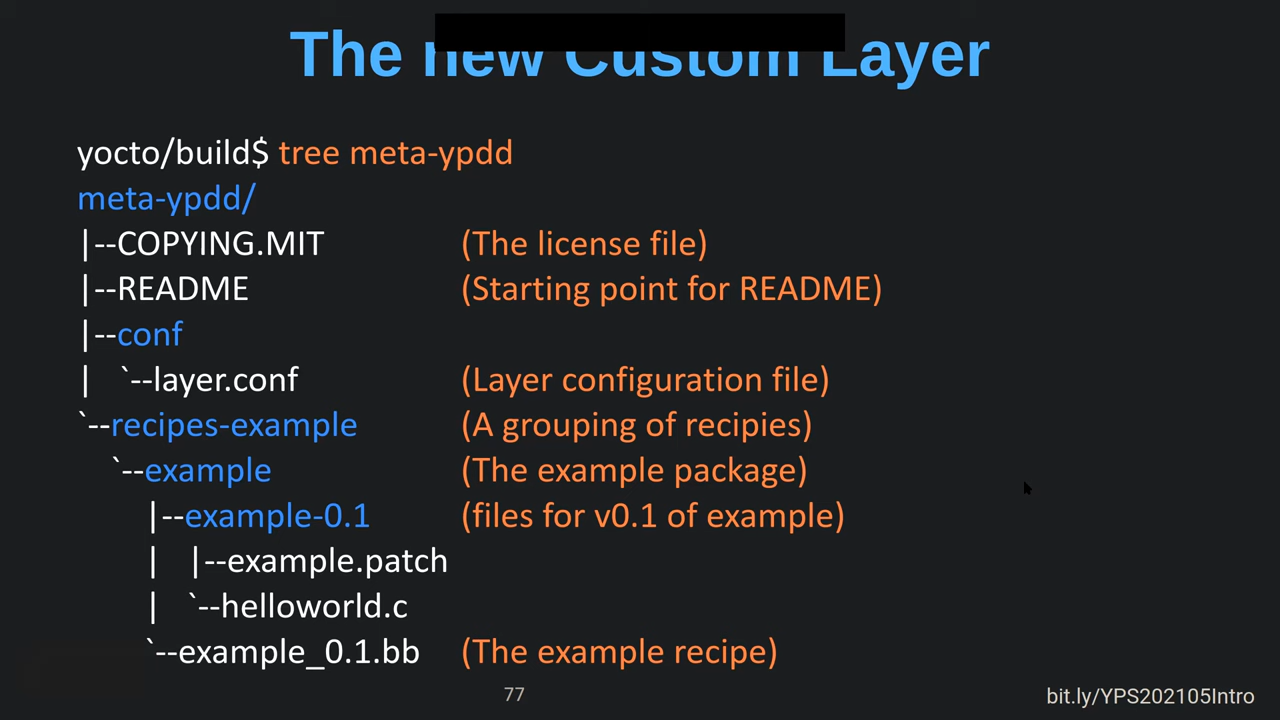 The new Custom Layer
yocto/build$ tree meta-ypdd
meta-ypdd/
|--COPYING.MIT (The license file)
|--README (Starting point for README)
|--conf
| `--layer.conf (Layer configuration file)
`--recipes-example (A grouping of recipies)
`--example (The example package)
|--example-0.1 (files for v0.1 of example)
| |--example.patch
| `--helloworld.c
`--example_0.1.bb (The example recipe)
77
bit.ly/YPS202105Intro